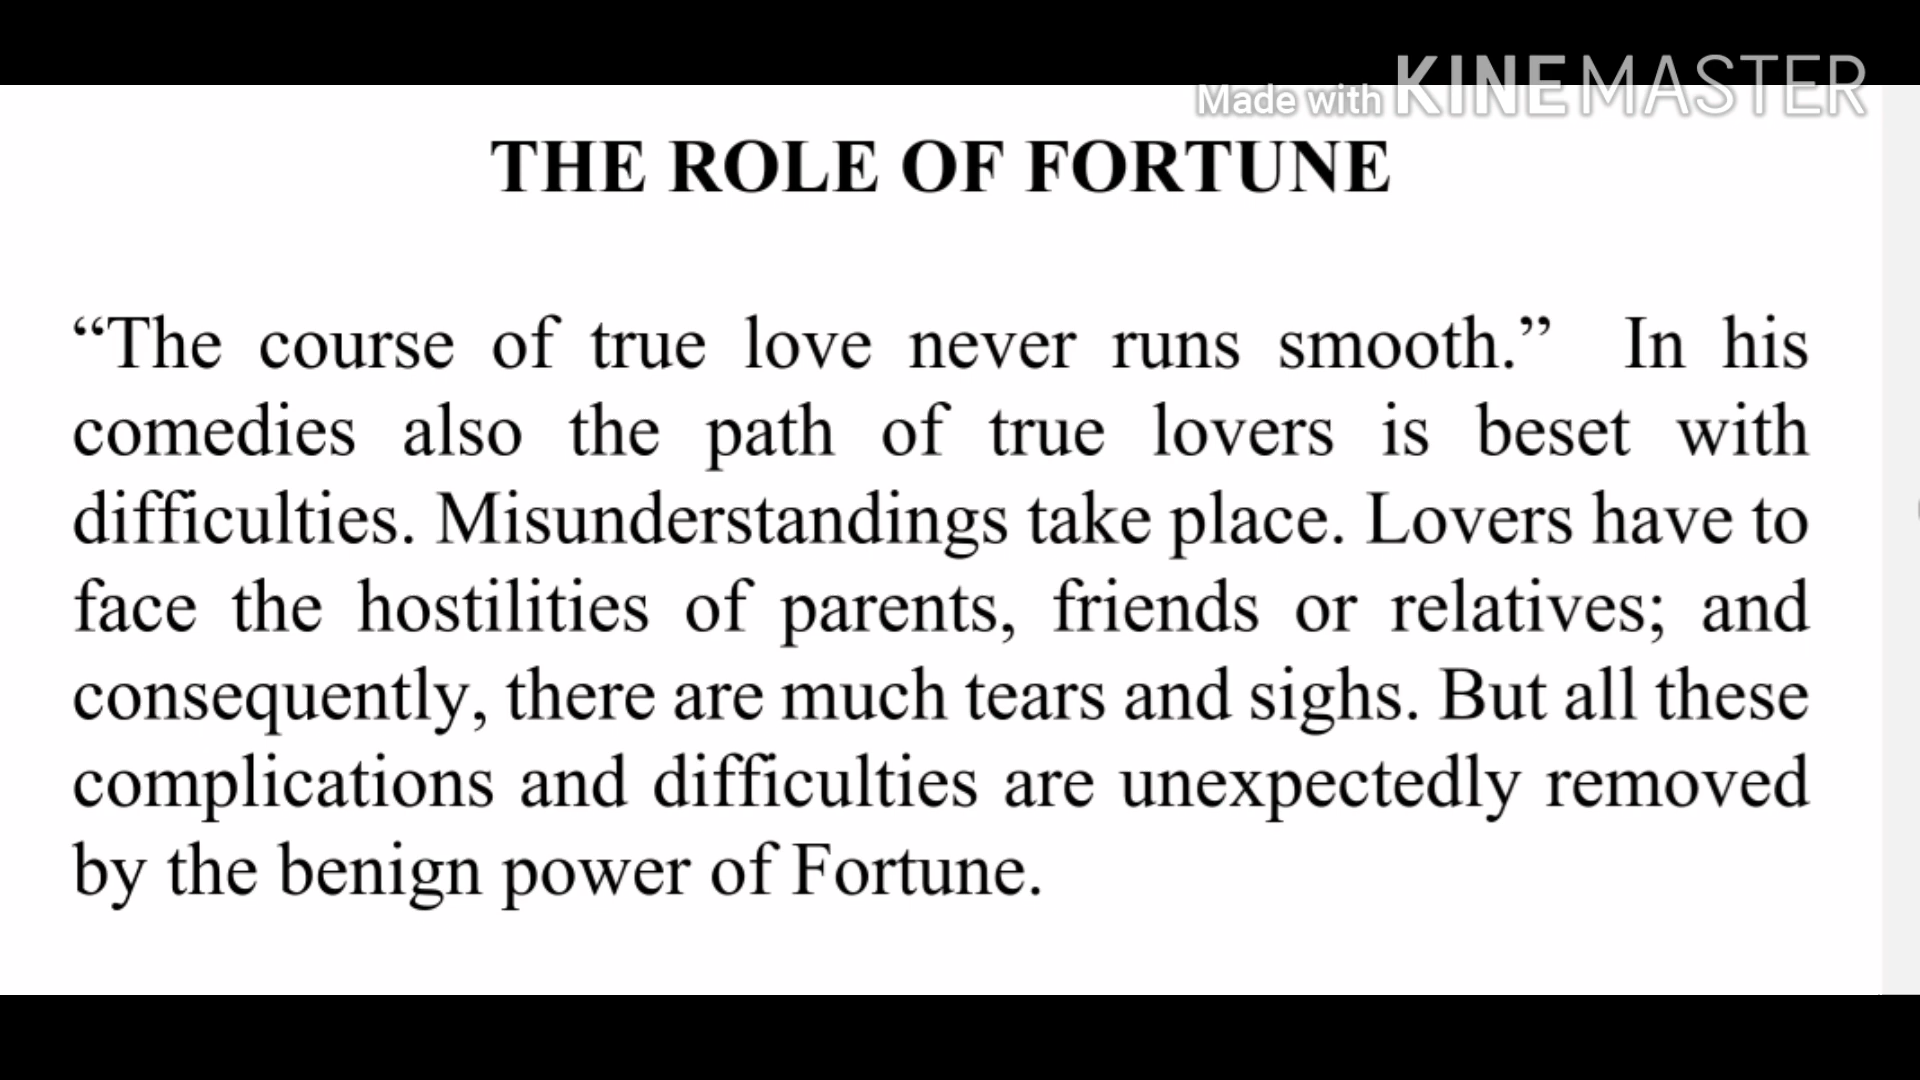 Made with KINEMASTER
THE ROLE OF FORTUNE
“The course of true love never runs smooth.” In his
comedies also the path of true lovers is beset with
difficulties. Misunderstandings take place. Lovers have to
face the hostilities of parents, friends or relatives; and
consequently, there are much tears and sighs. But all these
complications and difficulties are unexpectedly removed
by the benign power of Fortune.